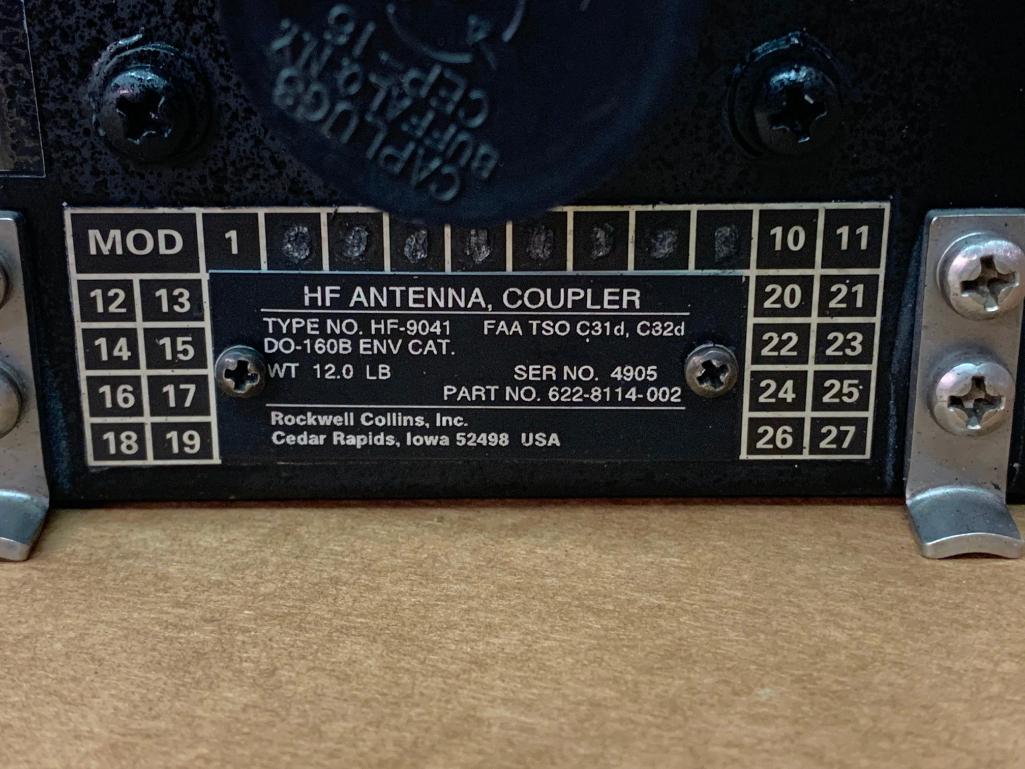 CAPLUGS
BUFFALO, N.Y.
CEP-16
4
MOD 1 10 11
12 13 20 21
14 15 22 23
16 17 24 25
18 19 26 27
HF ANTENNA, COUPLER
TYPE NO. HF-9041 FAA TSO C31d, C32d
DO-160B ENV CAT.
WT 12.0 LB SER NO. 4905
PART NO. 622-8114-002
Rockwell Collins, Inc.
Cedar Rapids, Iowa 52498 USA